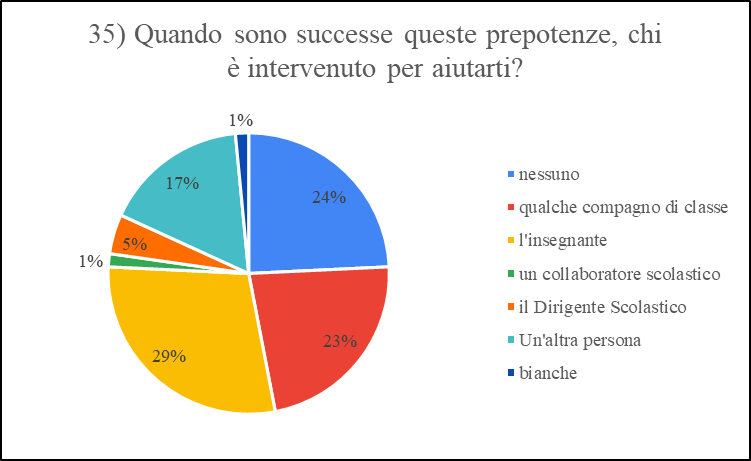 35) Quando sono successe queste prepotenze, chi
è intervenuto per aiutarti?
1%
24%
17%
5%
1%
29%
23%
nessuno
qualche compagno di classe
l'insegnante
un collaboratore scolastico
il Dirigente Scolastico
Un'altra persona
bianche